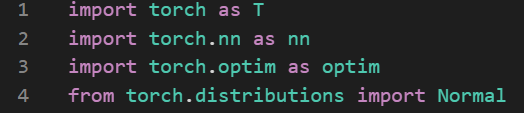 1 import torch as T
2 import torch.nn as nn
3 import torch.optim as optim
4 from torch.distributions import Normal